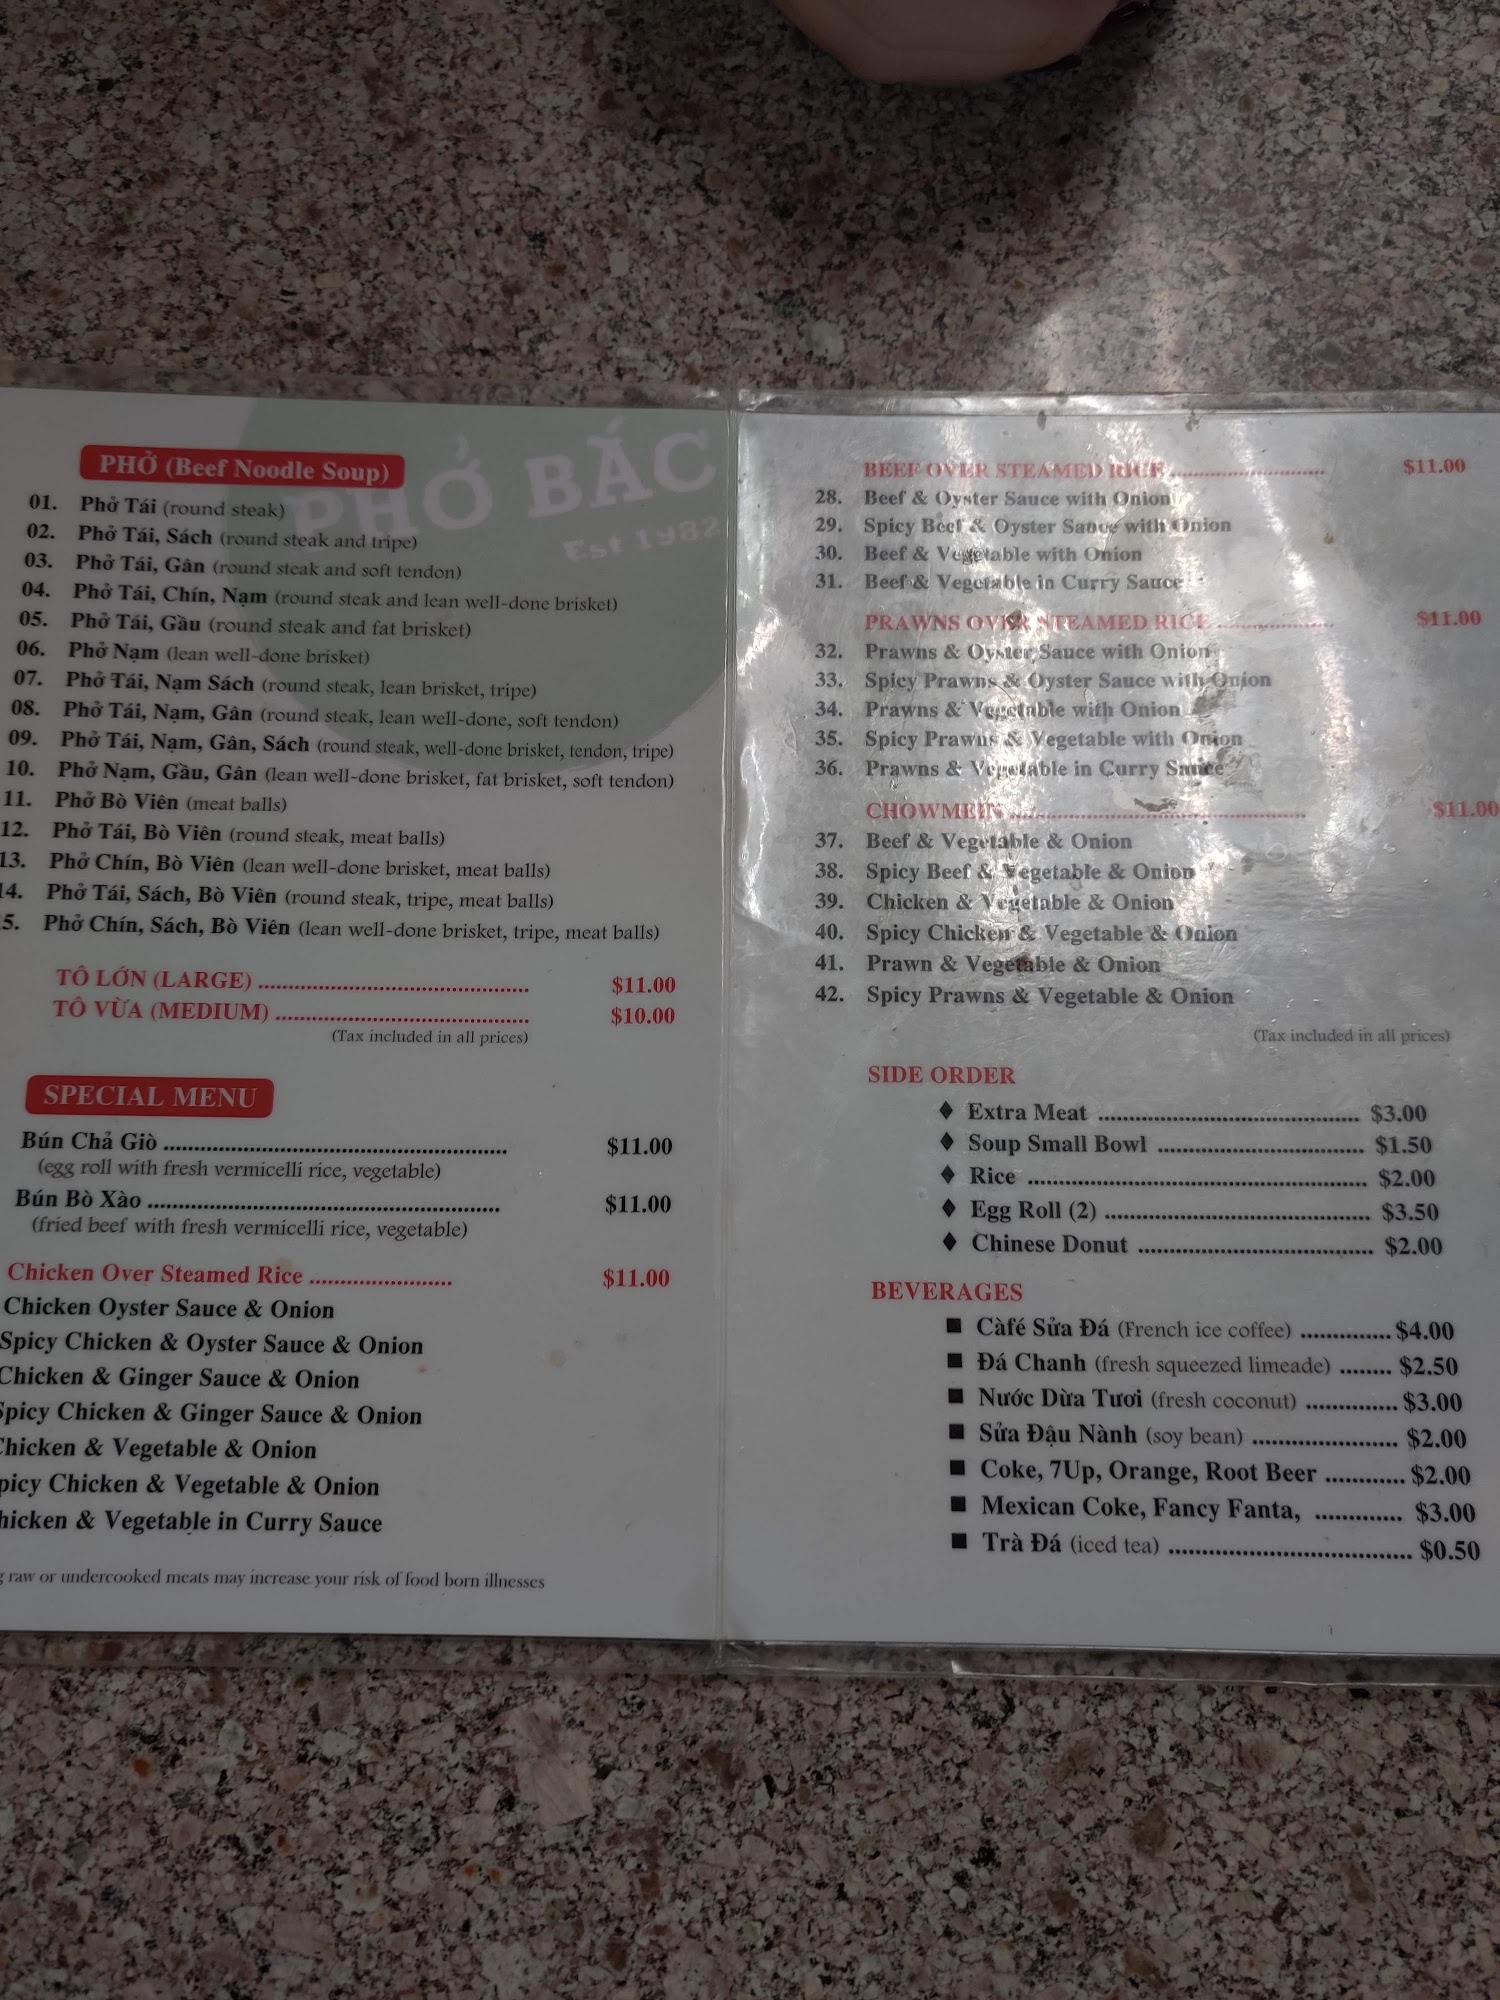 PHỞ BẮC
Est 1982
PHỞ (Beef Noodle Soup)
01. Phở Tái (round steak)
02. Phở Tái, Sách (round steak and tripe)
03. Phở Tái, Gân (round steak and soft tendon)
04. Phở Tái, Chín, Nạm (round steak and lean well-done brisket)
05. Phở Tái, Gầu (round steak and fat brisket)
06. Phở Nạm (lean well-done brisket)
07. Phở Tái, Nạm Sách (round steak, lean brisket, tripe)
08. Phở Tái, Nạm, Gân (round steak, lean well-done, soft tendon)
09. Phở Tái, Nạm, Gân, Sách (round steak, well-done brisket, tendon, tripe)
10. Phở Nạm, Gầu, Gân (lean well-done brisket, fat brisket, soft tendon)
11. Phở Bò Viên (meat balls)
12. Phở Tái, Bò Viên (round steak, meat balls)
13. Phở Chín, Bò Viên (lean well-done brisket, meat balls)
14. Phở Tái, Sách, Bò Viên (round steak, tripe, meat balls)
5. Phở Chín, Sách, Bò Viên (lean well-done brisket, tripe, meat balls)
TÔ LỚN (LARGE) ........ $11.00
TÔ VỪA (MEDIUM) ........ $10.00
(Tax included in all prices)
SPECIAL MENU
Bún Chả Giò ........ $11.00
(egg roll with fresh vermicelli rice, vegetable)
Bún Bò Xào ........ $11.00
(fried beef with fresh vermicelli rice, vegetable)
Chicken Over Steamed Rice ........ $11.00
Chicken Oyster Sauce & Onion
Spicy Chicken & Oyster Sauce & Onion
Chicken & Ginger Sauce & Onion
Spicy Chicken & Ginger Sauce & Onion
Chicken & Vegetable & Onion
picy Chicken & Vegetable & Onion
hicken & Vegetable in Curry Sauce
g raw or undercooked meats may increase your risk of food born illnesses
BEEF OVER STEAMED RICE ........ $11.00
28. Beef & Oyster Sauce with Onion
29. Spicy Beef & Oyster Sauce with Onion
30. Beef & Vegetable with Onion
31. Beef & Vegetable in Curry Sauce
PRAWNS OVER STEAMED RICE ........ $11.00
32. Prawns & Oyster Sauce with Onion
33. Spicy Prawns & Oyster Sauce with Onion
34. Prawns & Vegetable with Onion
35. Spicy Prawns & Vegetable with Onion
36. Prawns & Vegetable in Curry Sauce
CHOWMEIN ........ $11.00
37. Beef & Vegetable & Onion
38. Spicy Beef & Vegetable & Onion
39. Chicken & Vegetable & Onion
40. Spicy Chicken & Vegetable & Onion
41. Prawn & Vegetable & Onion
42. Spicy Prawns & Vegetable & Onion
(Tax included in all prices)
SIDE ORDER
♦ Extra Meat ........ $3.00
♦ Soup Small Bowl ........ $1.50
♦ Rice ........ $2.00
♦ Egg Roll (2) ........ $3.50
♦ Chinese Donut ........ $2.00
BEVERAGES
■ Càfé Sửa Đá (French ice coffee) ........ $4.00
■ Đá Chanh (fresh squeezed limeade) ........ $2.50
■ Nước Dừa Tươi (fresh coconut) ........ $3.00
■ Sửa Đậu Nành (soy bean) ........ $2.00
■ Coke, 7Up, Orange, Root Beer ........ $2.00
■ Mexican Coke, Fancy Fanta, ........ $3.00
■ Trà Đá (iced tea) ........ $0.50